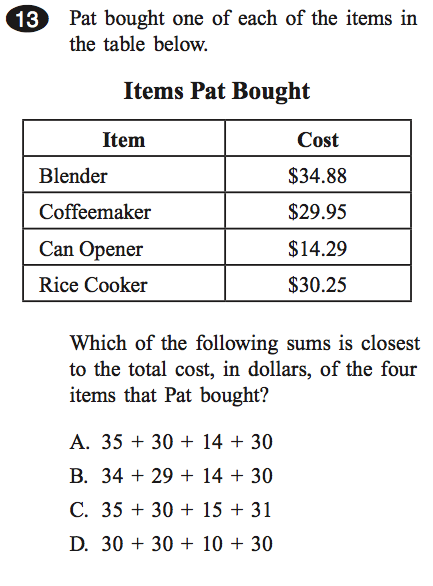 13 Pat bought one of each of the items in
the table below.
Items Pat Bought
Item Cost
Blender $34.88
Coffeemaker $29.95
Can Opener $14.29
Rice Cooker $30.25
Which of the following sums is closest
to the total cost, in dollars, of the four
items that Pat bought?
A. 35 + 30 + 14 + 30
B. 34 + 29 + 14 + 30
C. 35 + 30 + 15 + 31
D. 30 + 30 + 10 + 30